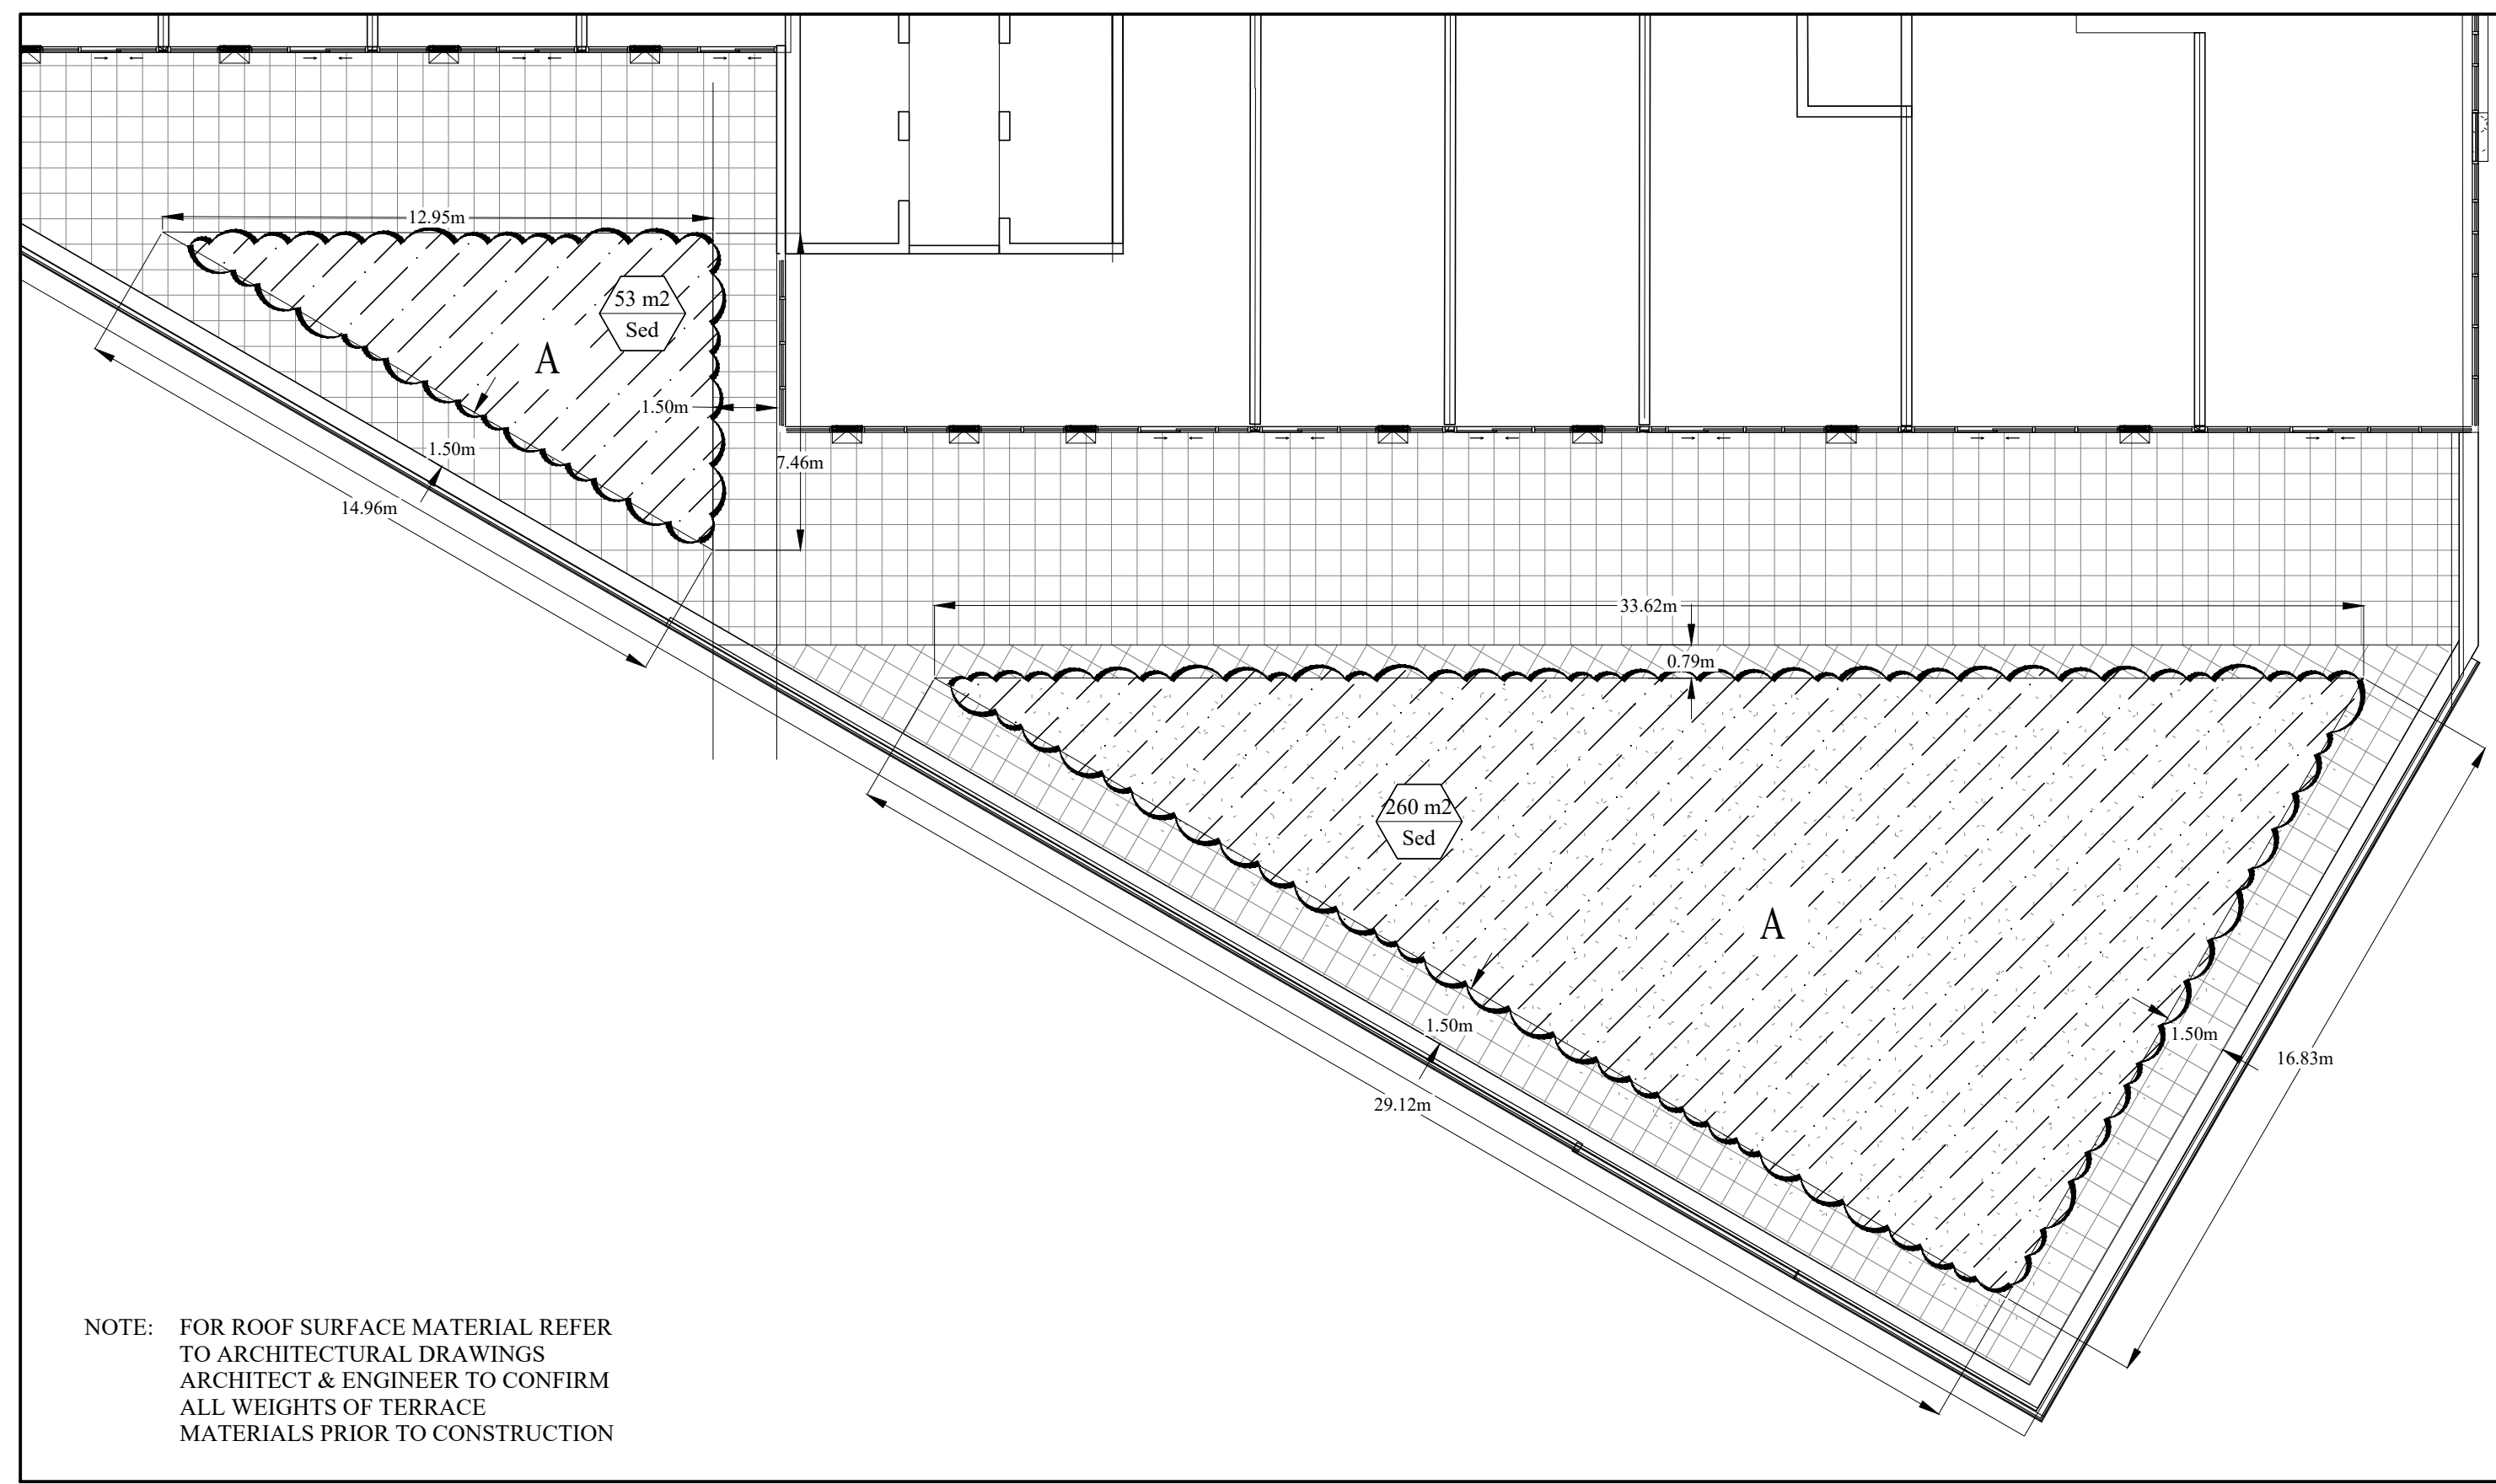 12.95m
53 m2
Sed
A
1.50m
1.50m
7.46m
14.96m
33.62m
0.79m
260 m2
Sed
A
1.50m
1.50m
16.83m
29.12m
NOTE: FOR ROOF SURFACE MATERIAL REFER
TO ARCHITECTURAL DRAWINGS
ARCHITECT & ENGINEER TO CONFIRM
ALL WEIGHTS OF TERRACE
MATERIALS PRIOR TO CONSTRUCTION